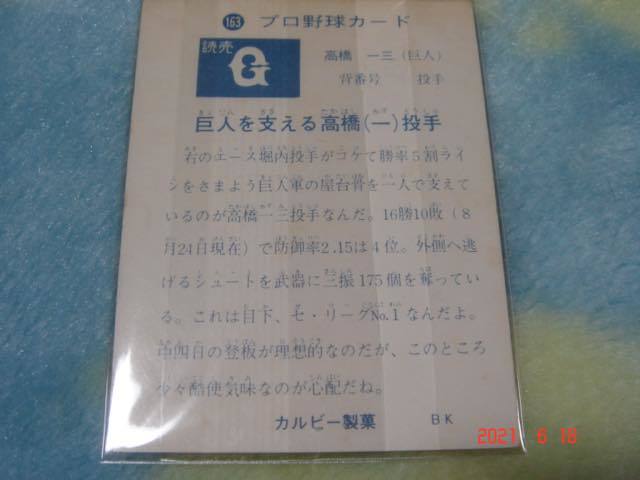 163 プロ野球カード
読売
G
高橋 一三(巨人)
背番号 投手
巨人を支える高橋(一)投手
右のエース堀内投手がコケて勝率5割ライ
ンをさまよう巨人軍の屋台骨を一人で支えて
いるのが高橋一三投手なんだ。16勝10敗(8
月24日現在)で防御率2.15は4位。外側へ逃
げるシュートを武器に三振175個を奪ってい
る。これは目下、セ・リーグNo.1なんだよ。
中四日の登板が理想的なのだが、このところ
少々酷使気味なのが心配だね。
カルビー製菓 BK
2021 6 18